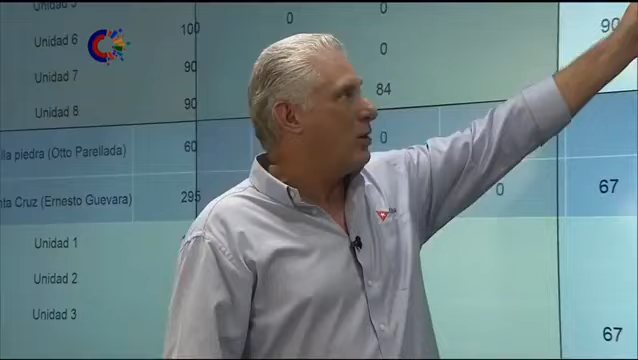 Unidad 5
0
Unidad 6 100 0 90
Unidad 7 90 0
Unidad 8 90 84
lla piedra (Otto Parellada) 60 0
nta Cruz (Ernesto Guevara) 295 0 67
Unidad 1
Unidad 2
Unidad 3 67